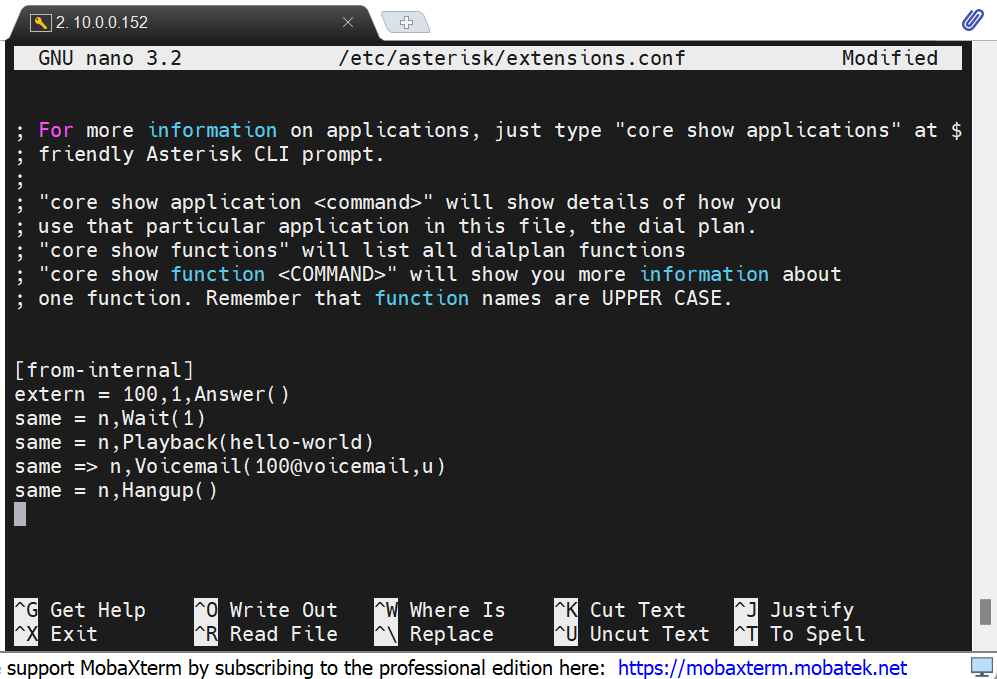 2. 10.0.0.152
GNU nano 3.2 /etc/asterisk/extensions.conf Modified
; For more information on applications, just type "core show applications" at $
; friendly Asterisk CLI prompt.
;
; "core show application <command>" will show details of how you
; use that particular application in this file, the dial plan.
; "core show functions" will list all dialplan functions
; "core show function <COMMAND>" will show you more information about
; one function. Remember that function names are UPPER CASE.
[from-internal]
extern = 100,1,Answer()
same = n,Wait(1)
same = n,Playback(hello-world)
same => n,Voicemail(100@voicemail,u)
same = n,Hangup()
^G Get Help ^O Write Out ^W Where Is ^K Cut Text ^J Justify
^X Exit ^R Read File ^\ Replace ^U Uncut Text ^T To Spell
support MobaXterm by subscribing to the professional edition here: https://mobaxterm.mobatek.net